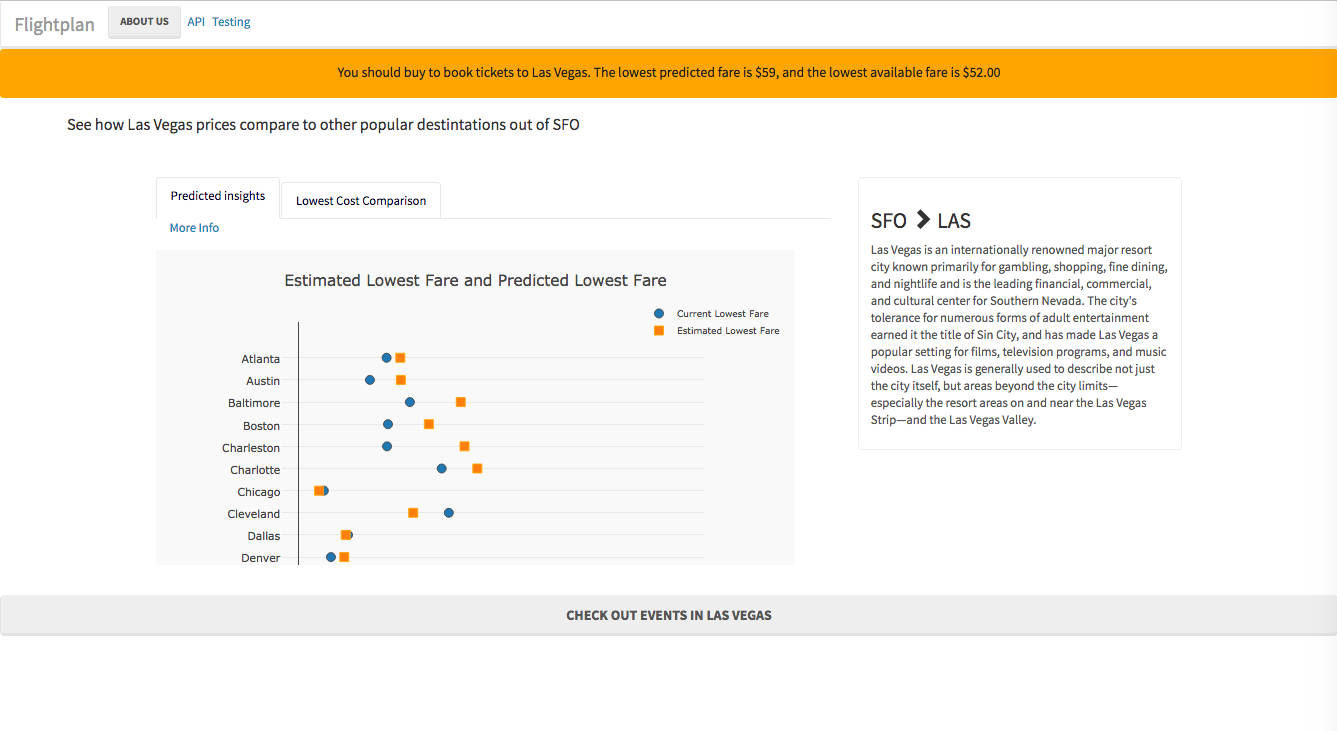 Flightplan ABOUT US API Testing
You should buy to book tickets to Las Vegas. The lowest predicted fare is $59, and the lowest available fare is $52.00
See how Las Vegas prices compare to other popular destintations out of SFO
Predicted insights
Lowest Cost Comparison
More Info
Estimated Lowest Fare and Predicted Lowest Fare
Current Lowest Fare
Estimated Lowest Fare
Atlanta
Austin
Baltimore
Boston
Charleston
Charlotte
Chicago
Cleveland
Dallas
Denver
SFO LAS
Las Vegas is an internationally renowned major resort
city known primarily for gambling, shopping, fine dining,
and nightlife and is the leading financial, commercial,
and cultural center for Southern Nevada. The city's
tolerance for numerous forms of adult entertainment
earned it the title of Sin City, and has made Las Vegas a
popular setting for films, television programs, and music
videos. Las Vegas is generally used to describe not just
the city itself, but areas beyond the city limits—
especially the resort areas on and near the Las Vegas
Strip—and the Las Vegas Valley.
CHECK OUT EVENTS IN LAS VEGAS